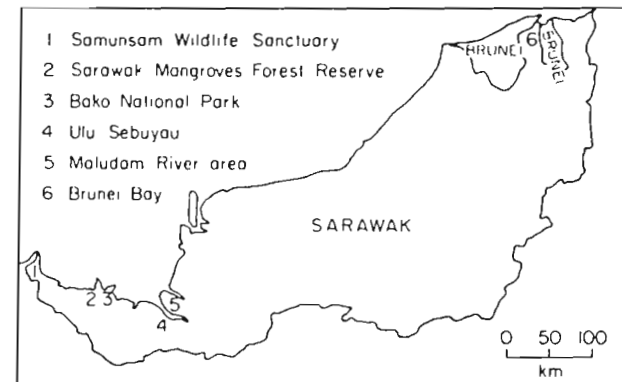 1 Samunsam Wildlife Sanctuary
2 Sarawak Mangroves Forest Reserve
3 Bako National Park
4 Ulu Sebuyau
5 Maludam River area
6 Brunei Bay
BRUNEI
6
BRUNEI
SARAWAK
1
2 3
5
4
0 50 100
km